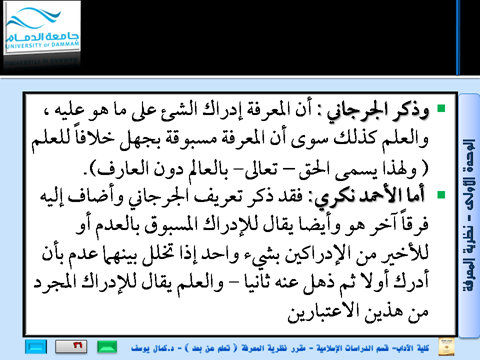 جامعة الدمام
UNIVERSITY OF DAMMAM
وذكر الجرجاني : أن المعرفة إدراك الشئ على ما هو عليه ،
والعلم كذلك سوى أن المعرفة مسبوقة بجهل خلافاً للعلم
( ولهذا يسمى الحق – تعالى- بالعالم دون العارف).
أما الأحمد نكري: فقد ذكر تعريف الجرجاني وأضاف إليه
فرقاً آخر هو وأيضا يقال للإدراك المسبوق بالعدم أو
للأخير من الإدراكين بشيء واحد إذا تخلل بينهما عدم بأن
أدرك أولا ثم ذهل عنه ثانيا – والعلم يقال للإدراك المجرد
من هذين الاعتبارين
الوحدة الاولى - نظرية المعرفة
كلية الآداب- قسم الدراسات الإسلامية - مقرر نظرية المعرفة ( تعلم عن بعد ) - د.كمال يوسف
٢٦